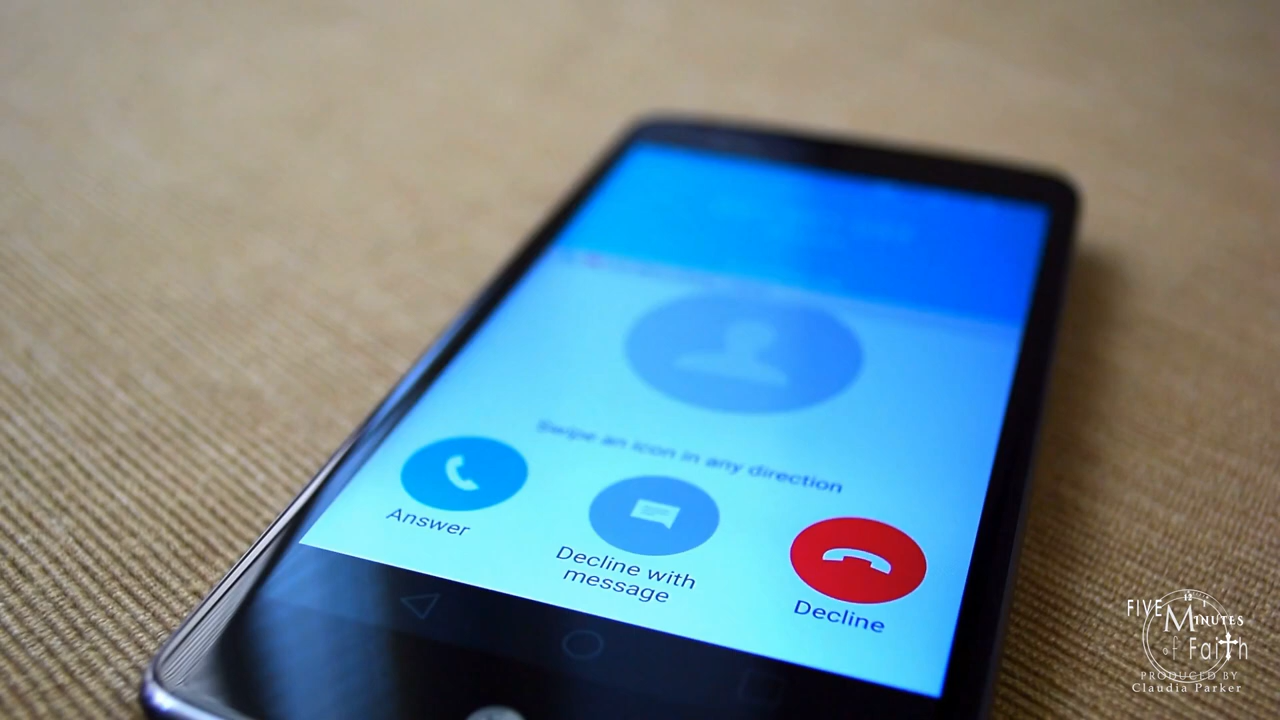 Swipe an icon in any direction
Answer
Decline with
message
Decline
FIVE MINUTES
of Faith
PRODUCED BY
Claudia Parker